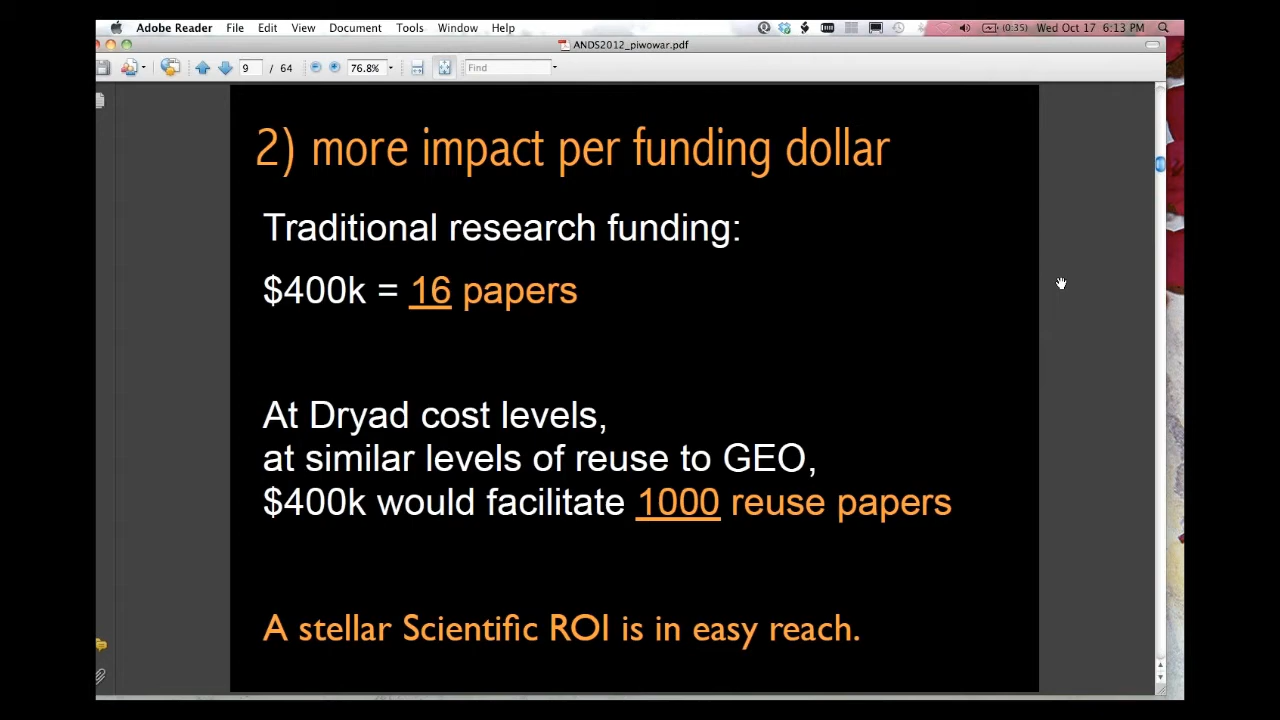 Adobe Reader File Edit View Document Tools Window Help (0:35) Wed Oct 17 6:13 PM
ANDS2012_piwowar.pdf
9 / 64 76.8% Find
2) more impact per funding dollar
Traditional research funding:
$400k = 16 papers
At Dryad cost levels,
at similar levels of reuse to GEO,
$400k would facilitate 1000 reuse papers
A stellar Scientific ROI is in easy reach.